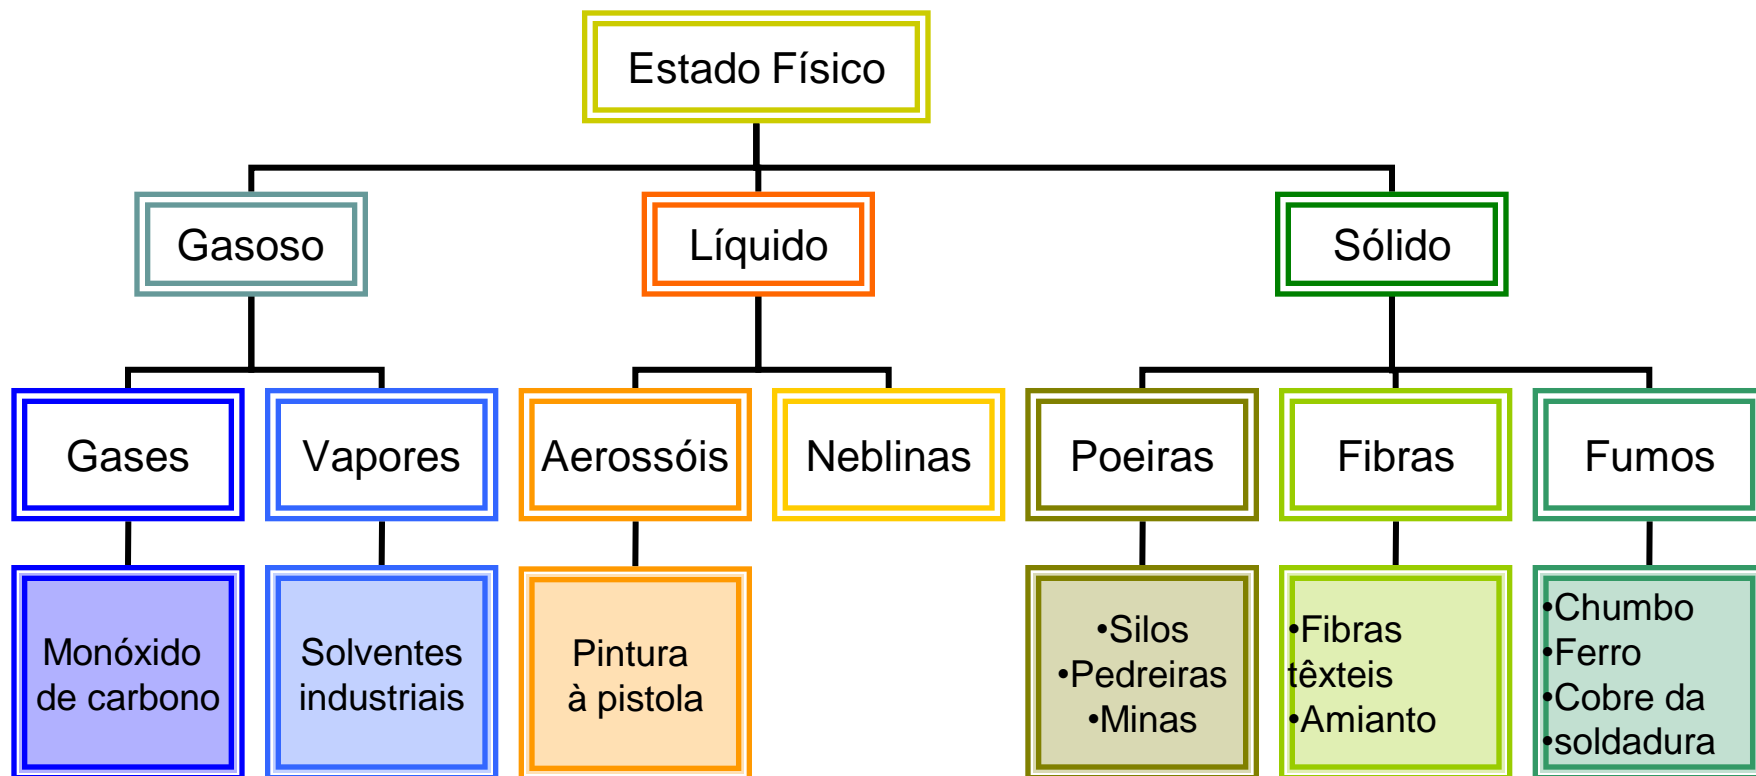 Estado Físico
Gasoso
Líquido
Sólido
Gases
Vapores
Aerossóis
Neblinas
Poeiras
Fibras
Fumos
Monóxido
de carbono
Solventes
industriais
Pintura
à pistola
•Silos
•Pedreiras
•Minas
•Fibras
têxteis
•Amianto
•Chumbo
•Ferro
•Cobre da
•soldadura